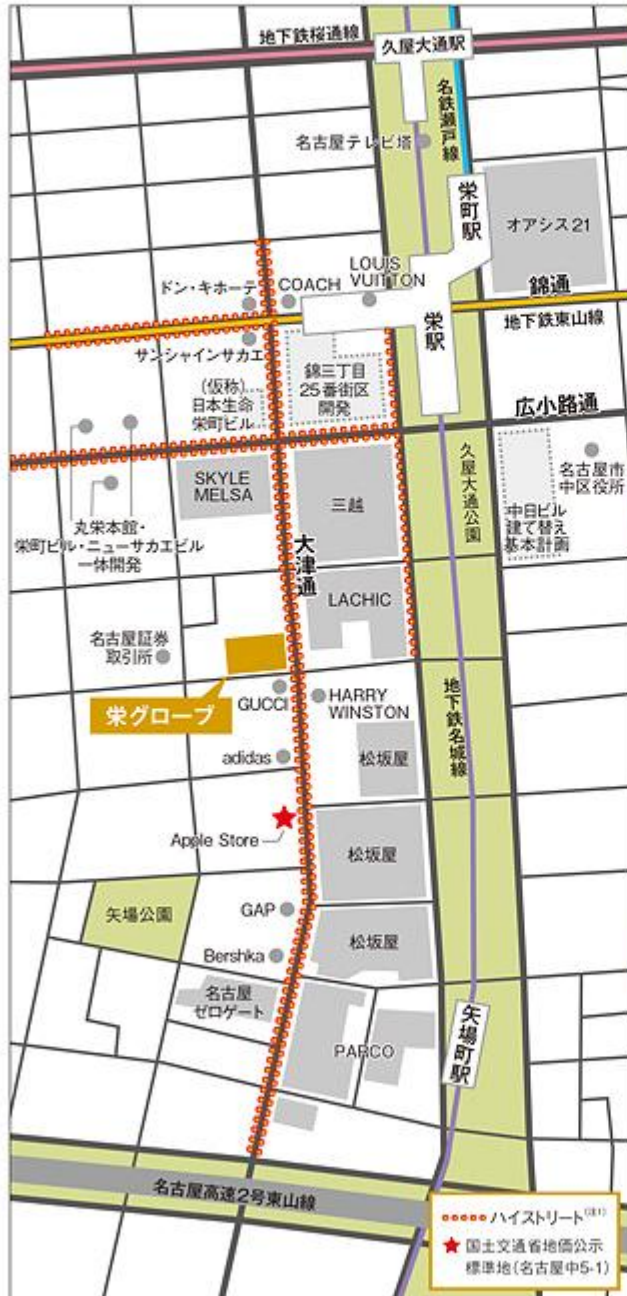 地下鉄桜通線
久屋大通駅
名鉄瀬戸線
名古屋テレビ塔
栄町駅
オアシス21
LOUIS
VUITTON
ドン・キホーテ
COACH
錦通
栄駅
地下鉄東山線
サンシャインサカエ
錦三丁目
25番街区
開発
(仮称)
日本生命
栄町ビル
広小路通
SKYLE
MELSA
三越
久屋大通公園
名古屋市
中区役所
中日ビル
建て替え
基本計画
丸栄本館・
栄町ビル・ニューサカエビル
一体開発
大津通
LACHIC
名古屋証券
取引所
栄グローブ
GUCCI
HARRY
WINSTON
地下鉄名城線
adidas
松坂屋
Apple Store
松坂屋
矢場公園
GAP
松坂屋
Bershka
名古屋
ゼロゲート
PARCO
矢場町駅
名古屋高速2号東山線
ハイストリート(注1)
国土交通省地価公示
標準地(名古屋中5-1)